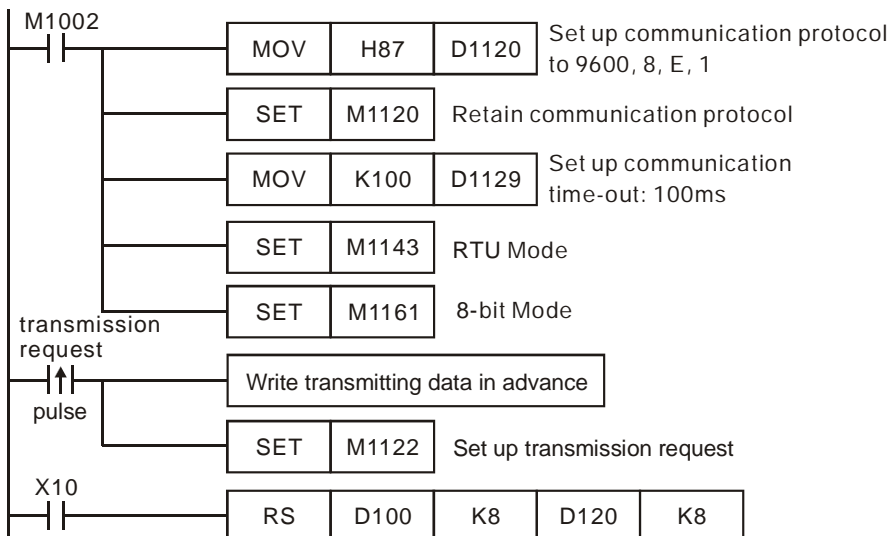 M1002
MOV H87 D1120 Set up communication protocol
to 9600, 8, E, 1
SET M1120 Retain communication protocol
MOV K100 D1129 Set up communication
time-out: 100ms
SET M1143 RTU Mode
SET M1161 8-bit Mode
transmission
request
pulse
Write transmitting data in advance
SET M1122 Set up transmission request
X10
RS D100 K8 D120 K8